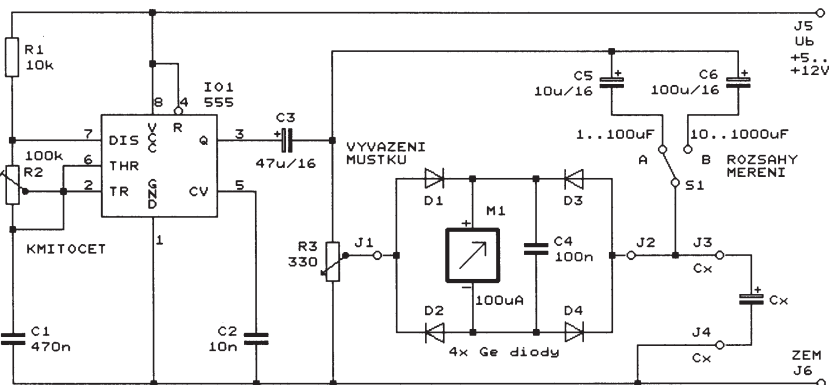 J5
Ub
+5..
+12V
R1
10k
IO1
555
8
4
VCC
R
C3
47u/16
C5
10u/16
C6
100u/16
7
DIS
Q
3
1..100uF
10..1000uF
VYVAZENI
MUSTKU
100k
R2
6
THR
2
TR
GND
CV
5
A
B
ROZSAHY
MERENI
S1
D1
D3
M1
+
KMITOCET
1
R3
330
J1
C4
100n
J2
J3
Cx
-
100uA
+
Cx
D2
D4
C1
470n
C2
10n
4x Ge diody
J4
Cx
ZEM
J6